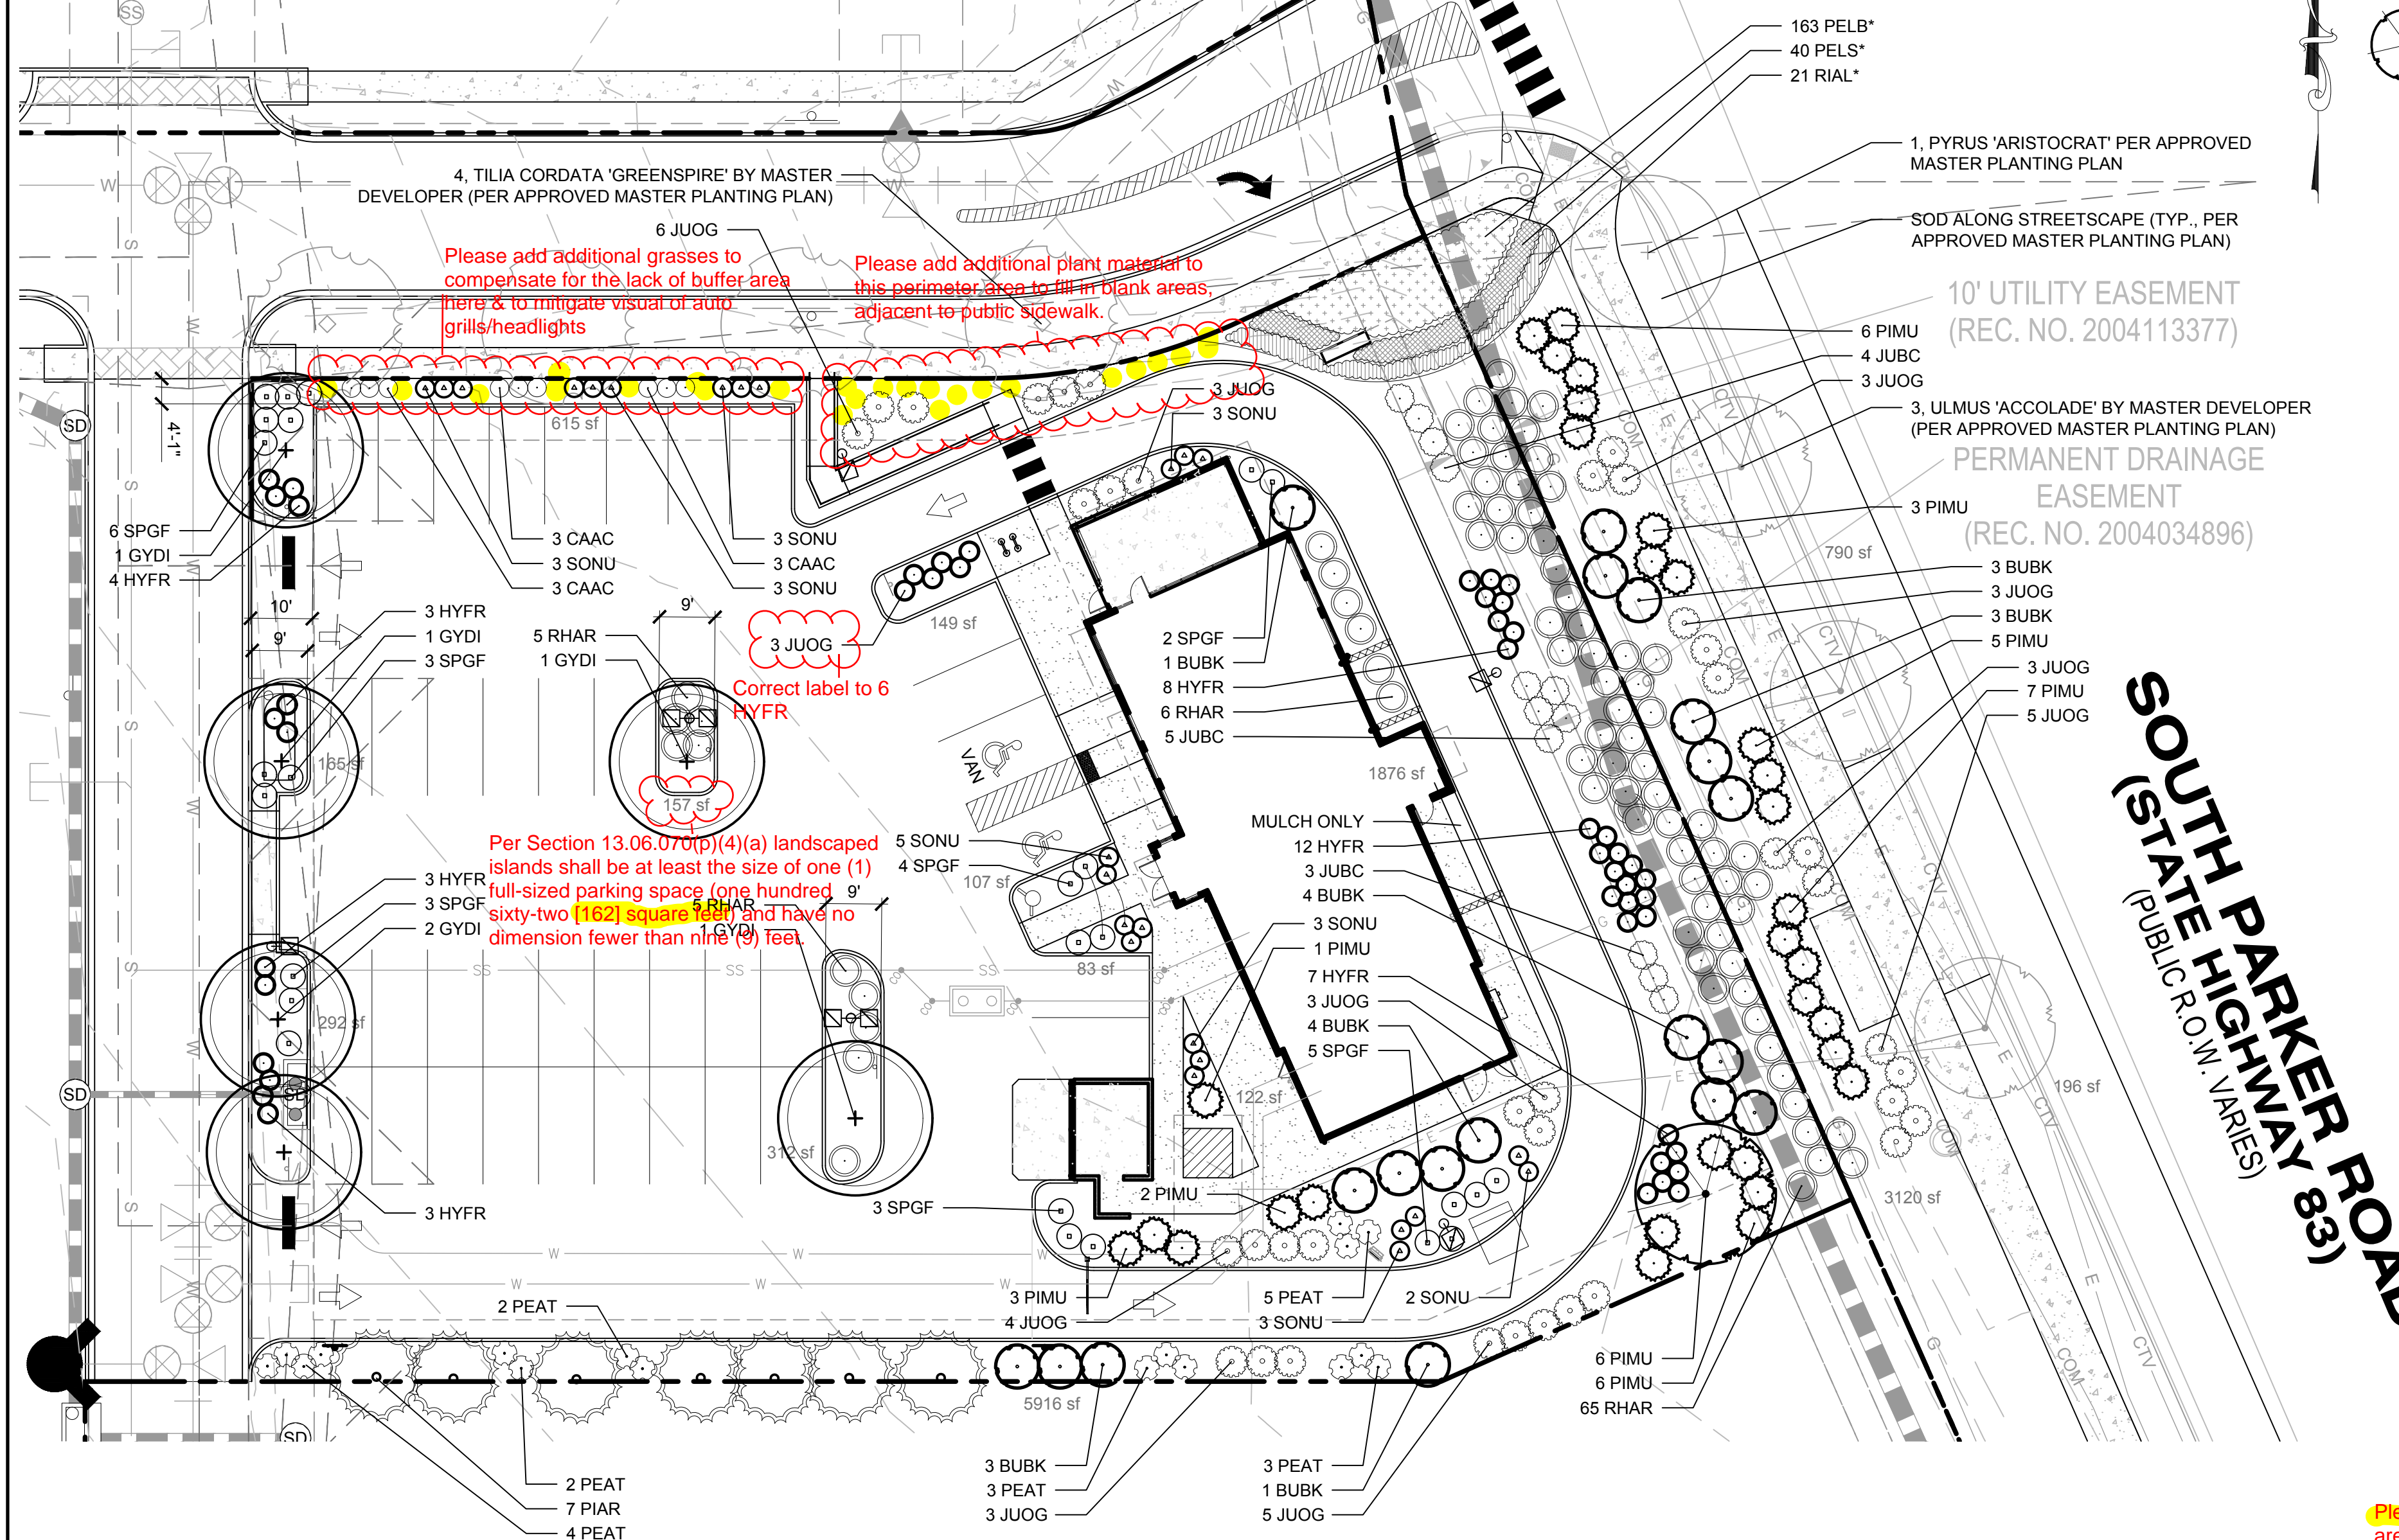 163 PELB*
40 PELS*
21 RIAL*
1, PYRUS 'ARISTOCRAT' PER APPROVED
MASTER PLANTING PLAN
4, TILIA CORDATA 'GREENSPIRE' BY MASTER
DEVELOPER (PER APPROVED MASTER PLANTING PLAN)
SOD ALONG STREETSCAPE (TYP., PER
APPROVED MASTER PLANTING PLAN)
6 JUOG
Please add additional grasses to
compensate for the lack of buffer area
here & to mitigate visual of auto
grills/headlights
Please add additional plant material to
this perimeter area to fill in blank areas,
adjacent to public sidewalk.
10' UTILITY EASEMENT
(REC. NO. 2004113377)
6 PIMU
4 JUBC
3 JUOG
3, ULMUS 'ACCOLADE' BY MASTER DEVELOPER
(PER APPROVED MASTER PLANTING PLAN)
PERMANENT DRAINAGE
EASEMENT
(REC. NO. 2004034896)
3 JUOG
3 SONU
4'-1"
615 sf
3 PIMU
790 sf
6 SPGF
1 GYDI
4 HYFR
3 CAAC
3 SONU
3 CAAC
3 SONU
3 CAAC
3 SONU
3 BUBK
3 JUOG
3 BUBK
5 PIMU
3 JUOG
7 PIMU
5 JUOG
10'
9'
3 HYFR
1 GYDI
3 SPGF
9'
5 RHAR
1 GYDI
3 JUOG
149 sf
Correct label to 6
HYFR
2 SPGF
1 BUBK
8 HYFR
6 RHAR
5 JUBC
165 sf
157 sf
VAN
1876 sf
Per Section 13.06.070(p)(4)(a) landscaped
islands shall be at least the size of one (1)
full-sized parking space (one hundred
sixty-two [162] square feet) and have no
dimension fewer than nine (9) feet.
5 SONU
4 SPGF
107 sf
MULCH ONLY
12 HYFR
3 JUBC
4 BUBK
3 HYFR
3 SPGF
2 GYDI
5 RHAR
1 GYDI
9'
3 SONU
1 PIMU
7 HYFR
3 JUOG
4 BUBK
5 SPGF
83 sf
292 sf
122 sf
312 sf
196 sf
3120 sf
SOUTH PARKER ROAD
(STATE HIGHWAY 83)
(PUBLIC R.O.W. VARIES)
3 HYFR
3 SPGF
2 PIMU
2 PEAT
3 PIMU
4 JUOG
5 PEAT
3 SONU
2 SONU
6 PIMU
6 PIMU
65 RHAR
5916 sf
2 PEAT
7 PIAR
4 PEAT
3 BUBK
3 PEAT
3 JUOG
3 PEAT
1 BUBK
5 JUOG
SS
SD
SD
SD
SD
W
W
W
W
W
W
SS
SS
CTV
COM
E
G